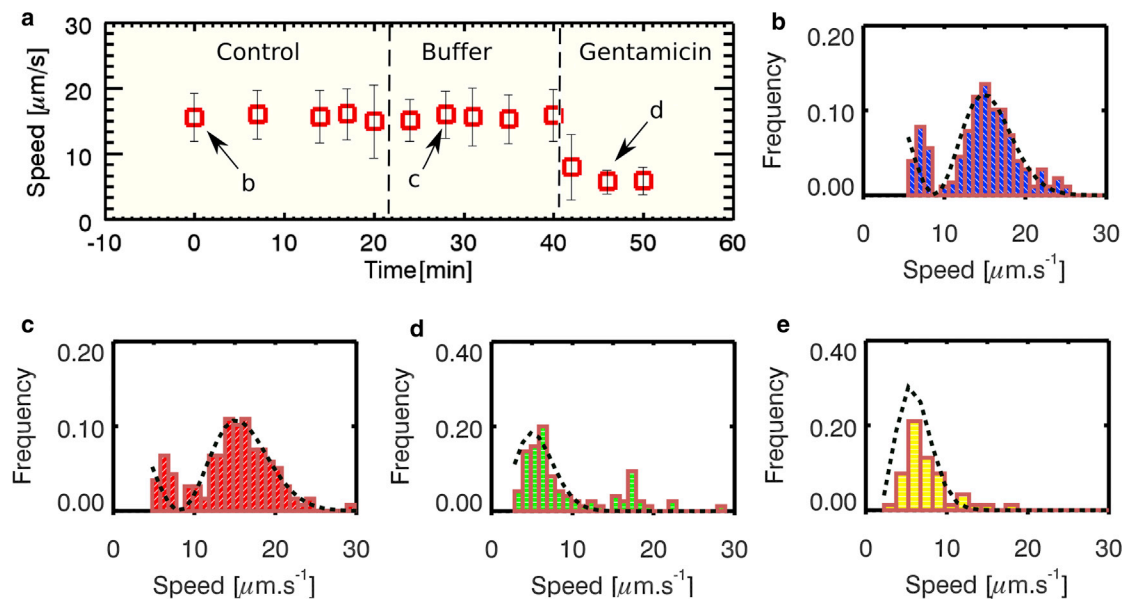 a
30
20
10
0
Speed [μm/s]
Control
Buffer
Gentamicin
b
c
d
-10 0 10 20 30 40 50 60
Time[min]
b
0.20
0.10
0.00
Frequency
0 10 20 30
Speed [μm.s⁻¹]
c
0.20
0.10
0.00
Frequency
0 10 20 30
Speed [μm.s⁻¹]
d
0.40
0.20
0.00
Frequency
0 10 20 30
Speed [μm.s⁻¹]
e
0.40
0.20
0.00
Frequency
0 10 20 30
Speed [μm.s⁻¹]